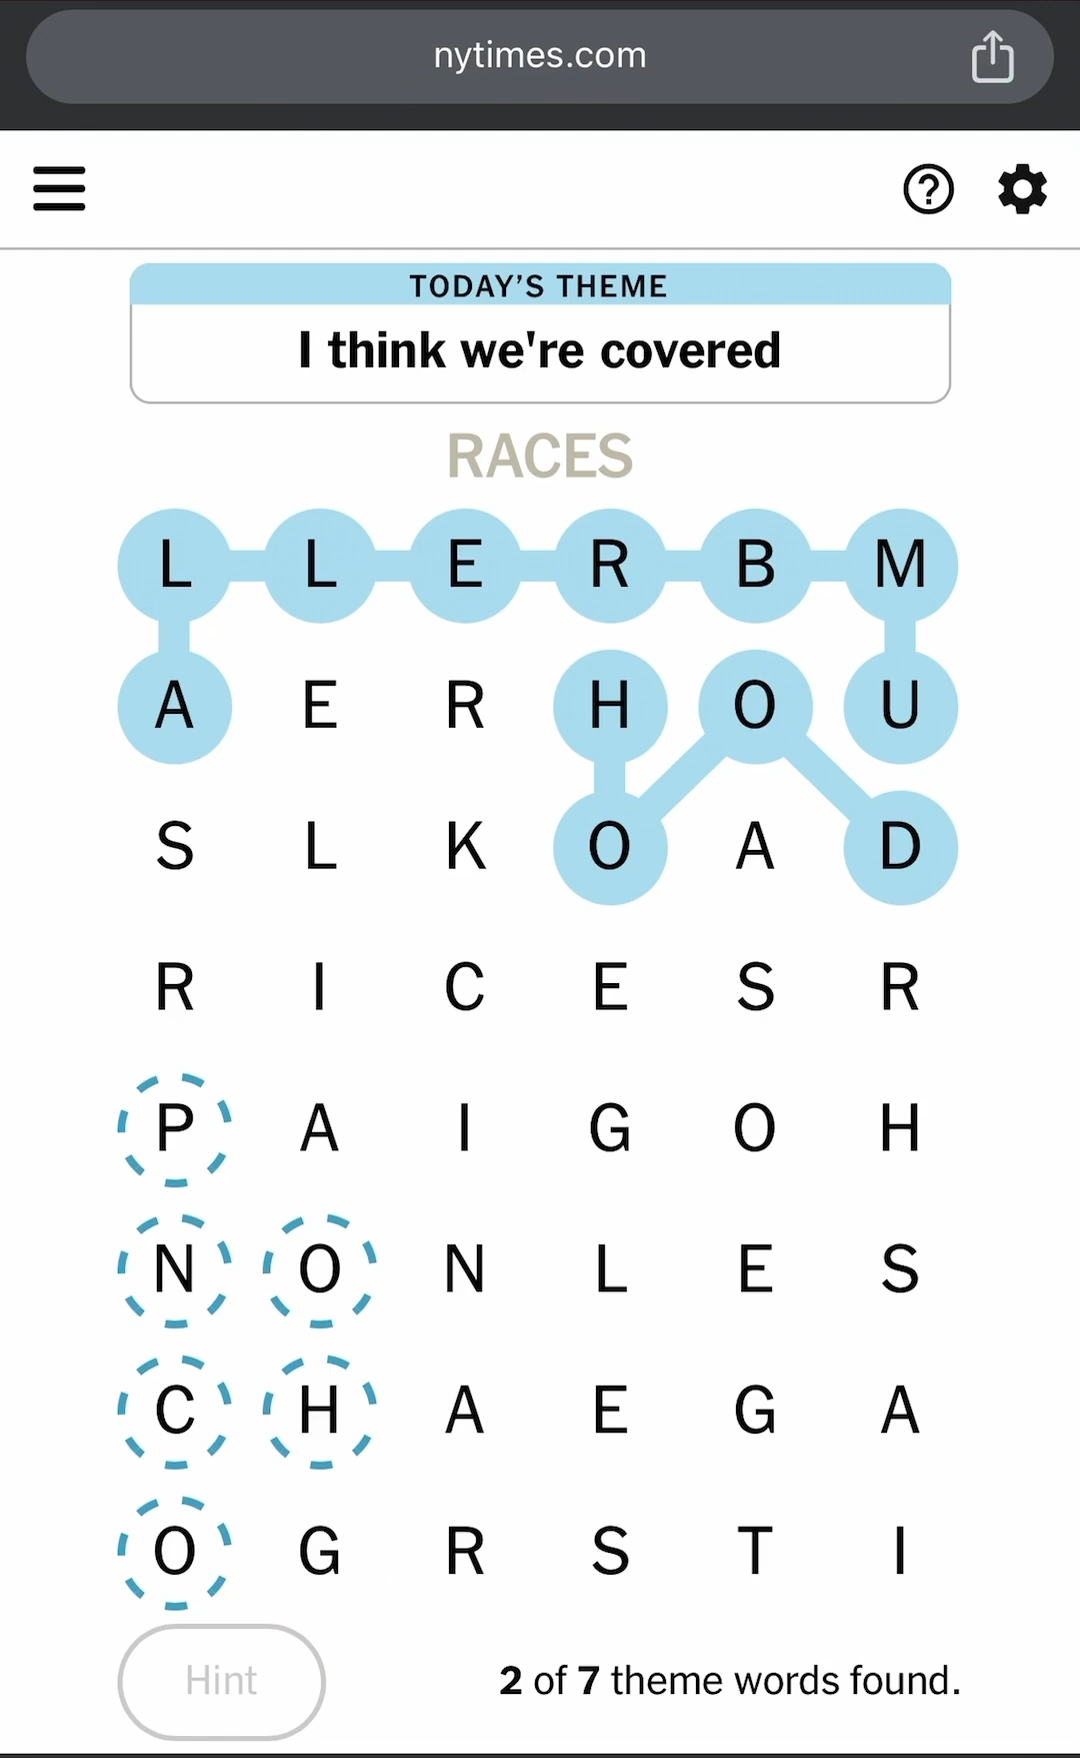 nytimes.com
TODAY’S THEME
I think we're covered
RACES
L L E R B M
A E R H O U
S L K O A D
R I C E S R
P A I G O H
N O N L E S
C H A E G A
O G R S T I
Hint
2 of 7 theme words found.